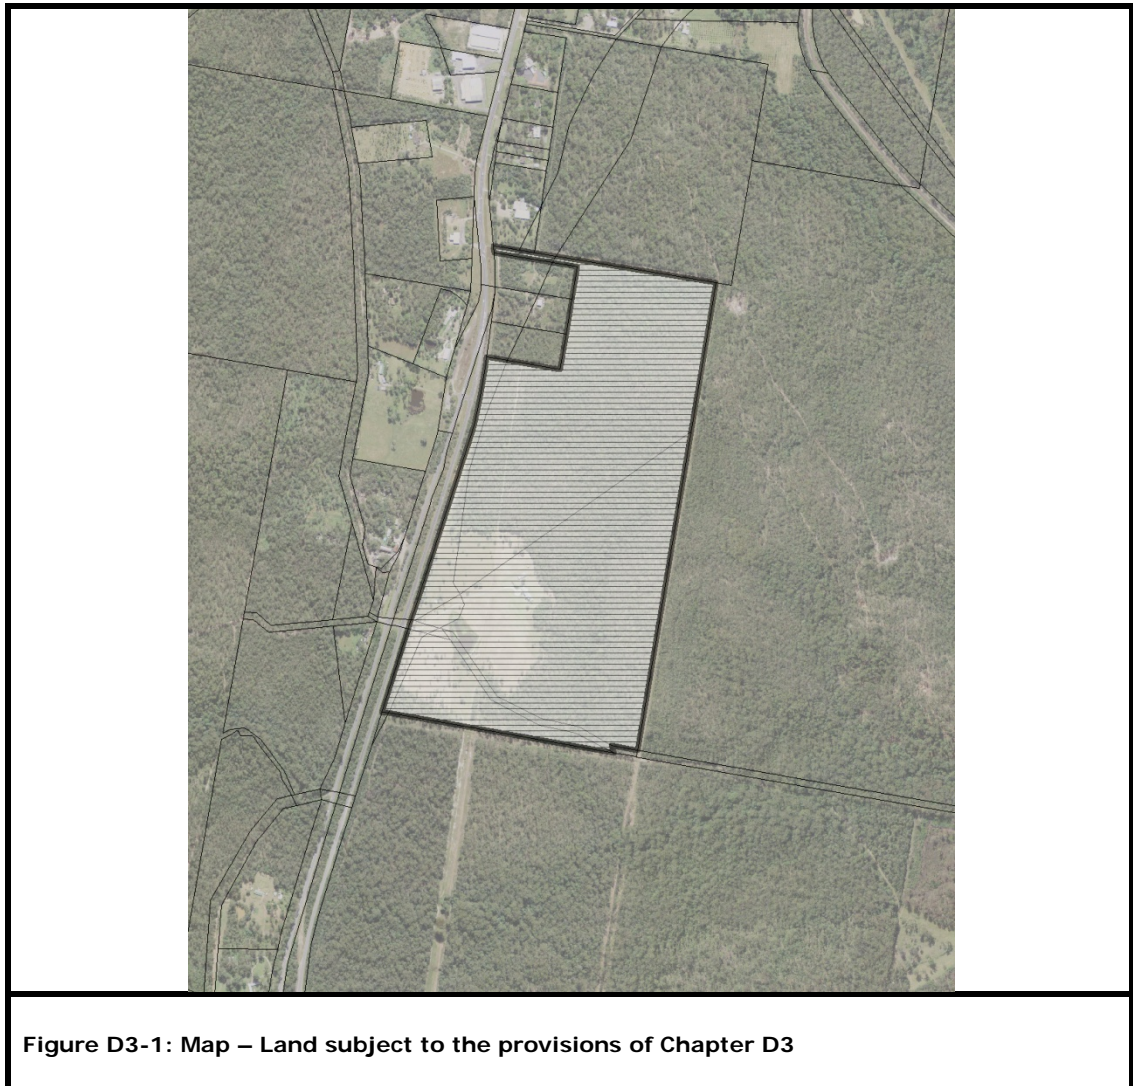 Figure D3-1: Map – Land subject to the provisions of Chapter D3